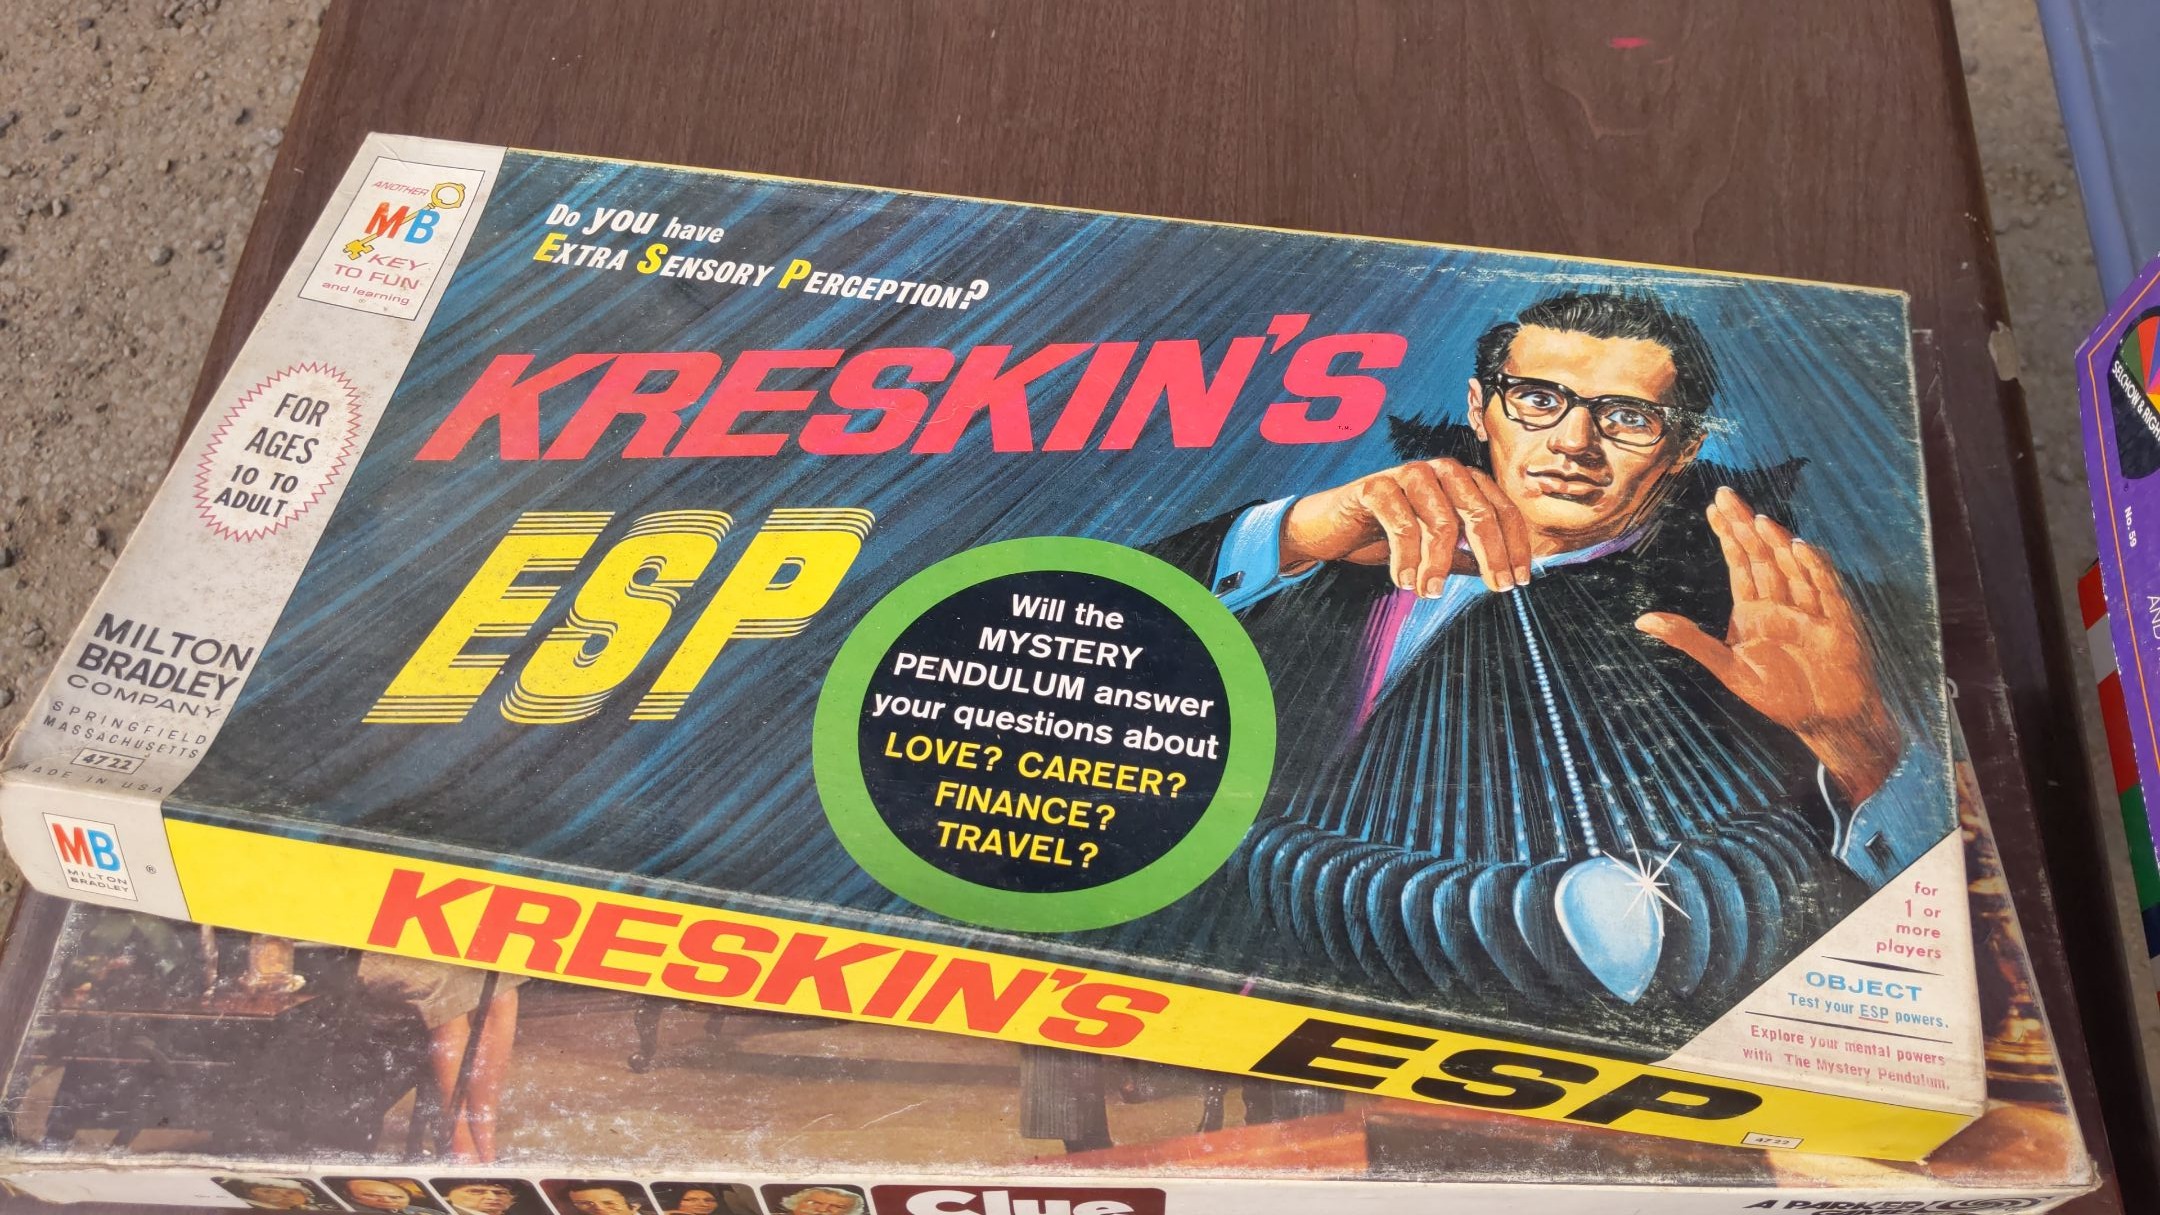 ANOTHER
MB
KEY
TO FUN
and learning
®
FOR
AGES
10 TO
ADULT
MILTON
BRADLEY
COMPANY
SPRINGFIELD
MASSACHUSETTS
4722
MADE IN USA
Do you have
EXTRA SENSORY PERCEPTION?
KRESKIN'S
T.M.
ESP
Will the
MYSTERY
PENDULUM answer
your questions about
LOVE? CAREER?
FINANCE?
TRAVEL?
for
1 or
more
players
OBJECT
Test your ESP powers.
Explore your mental powers
with The Mystery Pendulum.
MB
MILTON
BRADLEY
®
KRESKIN'S ESP
4722
Clue
A PARKER
GAME
SELCHOW &
No. 59